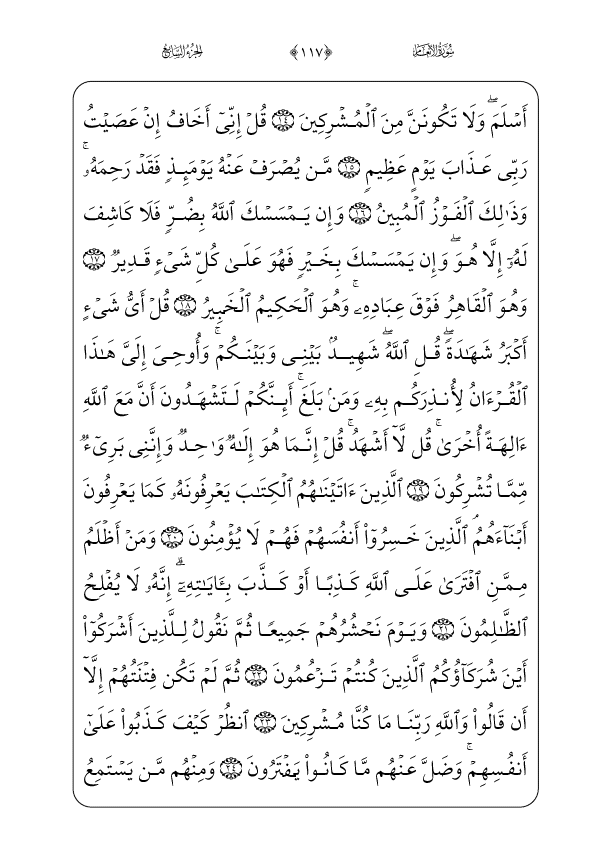 سُورَةُ الأَنْعَام ﴿١١٧﴾ الجُزْءُ السَّابِعُ
أَسۡلَمَۖ وَلَا تَكُونَنَّ مِنَ ٱلۡمُشۡرِكِينَ ١٤ قُلۡ إِنِّيٓ أَخَافُ إِنۡ عَصَيۡتُ
رَبِّي عَذَابَ يَوۡمٍ عَظِيمٖ ١٥ مَّن يُصۡرَفۡ عَنۡهُ يَوۡمَئِذٖ فَقَدۡ رَحِمَهُۥۚ
وَذَٰلِكَ ٱلۡفَوۡزُ ٱلۡمُبِينُ ١٦ وَإِن يَمۡسَسۡكَ ٱللَّهُ بِضُرّٖ فَلَا كَاشِفَ
لَهُۥٓ إِلَّا هُوَۖ وَإِن يَمۡسَسۡكَ بِخَيۡرٖ فَهُوَ عَلَىٰ كُلِّ شَيۡءٖ قَدِيرٞ ١٧
وَهُوَ ٱلۡقَاهِرُ فَوۡقَ عِبَادِهِۦۚ وَهُوَ ٱلۡحَكِيمُ ٱلۡخَبِيرُ ١٨ قُلۡ أَيُّ شَيۡءٍ
أَكۡبَرُ شَهَٰدَةٗۖ قُلِ ٱللَّهُۖ شَهِيدُۢ بَيۡنِي وَبَيۡنَكُمۡۚ وَأُوحِيَ إِلَيَّ هَٰذَا
ٱلۡقُرۡءَانُ لِأُنذِرَكُم بِهِۦ وَمَنۢ بَلَغَۚ أَئِنَّكُمۡ لَتَشۡهَدُونَ أَنَّ مَعَ ٱللَّهِ
ءَالِهَةً أُخۡرَىٰۚ قُل لَّآ أَشۡهَدُۚ قُلۡ إِنَّمَا هُوَ إِلَٰهٞ وَٰحِدٞ وَإِنَّنِي بَرِيٓءٞ
مِّمَّا تُشۡرِكُونَ ١٩ ٱلَّذِينَ ءَاتَيۡنَٰهُمُ ٱلۡكِتَٰبَ يَعۡرِفُونَهُۥ كَمَا يَعۡرِفُونَ
أَبۡنَآءَهُمُۘ ٱلَّذِينَ خَسِرُوٓاْ أَنفُسَهُمۡ فَهُمۡ لَا يُؤۡمِنُونَ ٢٠ وَمَنۡ أَظۡلَمُ
مِمَّنِ ٱفۡتَرَىٰ عَلَى ٱللَّهِ كَذِبًا أَوۡ كَذَّبَ بِـَٔايَٰتِهِۦٓۗ إِنَّهُۥ لَا يُفۡلِحُ
ٱلظَّٰلِمُونَ ٢١ وَيَوۡمَ نَحۡشُرُهُمۡ جَمِيعٗا ثُمَّ نَقُولُ لِلَّذِينَ أَشۡرَكُوٓاْ
أَيۡنَ شُرَكَآؤُكُمُ ٱلَّذِينَ كُنتُمۡ تَزۡعُمُونَ ٢٢ ثُمَّ لَمۡ تَكُن فِتۡنَتُهُمۡ إِلَّآ
أَن قَالُواْ وَٱللَّهِ رَبِّنَا مَا كُنَّا مُشۡرِكِينَ ٢٣ ٱنظُرۡ كَيۡفَ كَذَبُواْ عَلَىٰٓ
أَنفُسِهِمۡۚ وَضَلَّ عَنۡهُم مَّا كَانُواْ يَفۡتَرُونَ ٢٤ وَمِنۡهُم مَّن يَسۡتَمِعُ